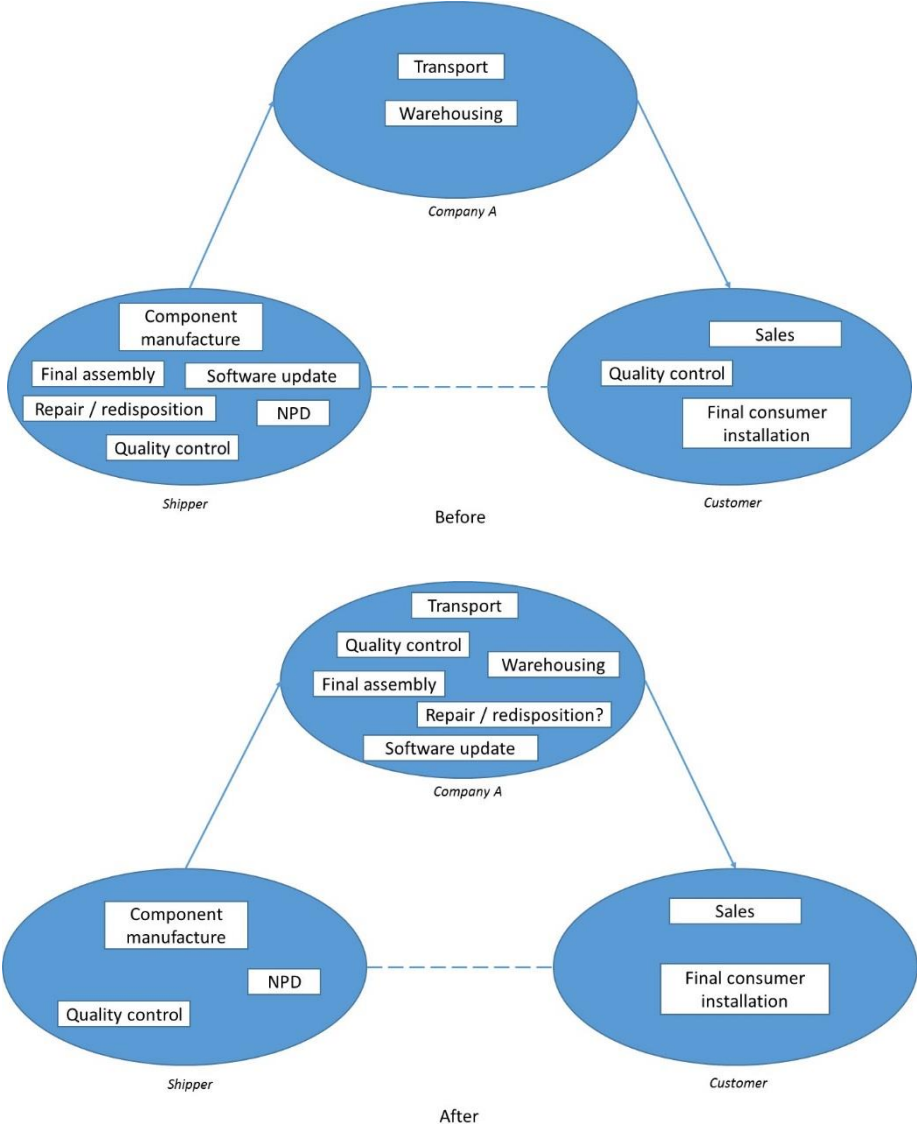 Transport
Warehousing
Company A
Component
manufacture
Final assembly
Software update
Repair / redisposition
NPD
Quality control
Shipper
Sales
Quality control
Final consumer
installation
Customer
Before
Transport
Quality control
Warehousing
Final assembly
Repair / redisposition?
Software update
Company A
Component
manufacture
NPD
Quality control
Shipper
Sales
Final consumer
installation
Customer
After